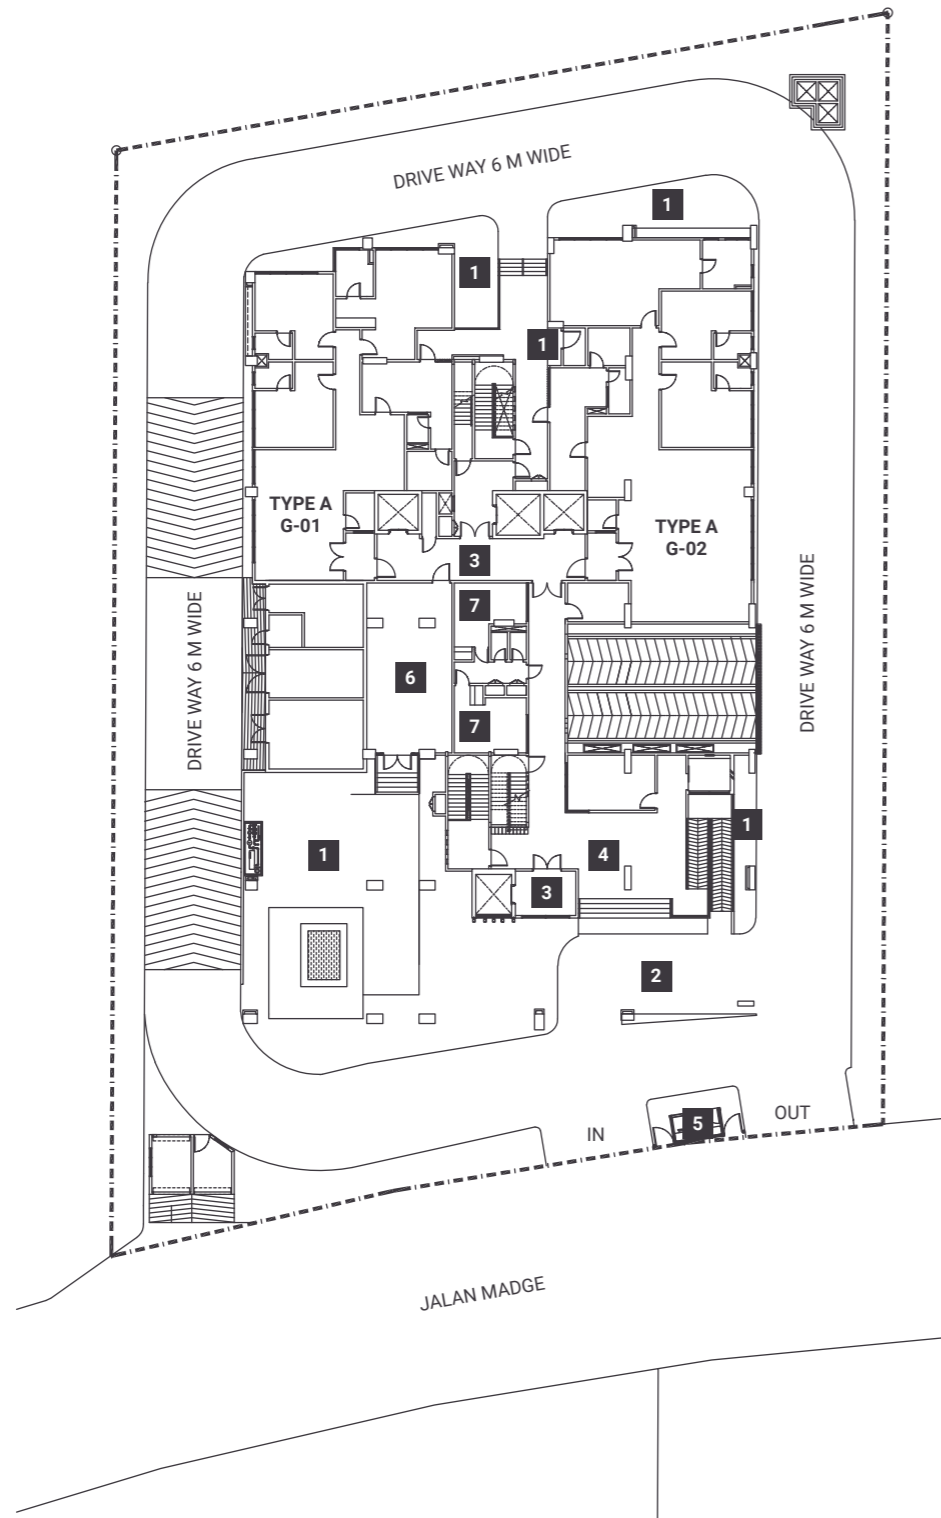 DRIVE WAY 6 M WIDE
1
1
1
TYPE A
G-01
TYPE A
G-02
3
7
DRIVE WAY 6 M WIDE
DRIVE WAY 6 M WIDE
6
7
1
1
4
3
2
5
OUT
IN
JALAN MADGE